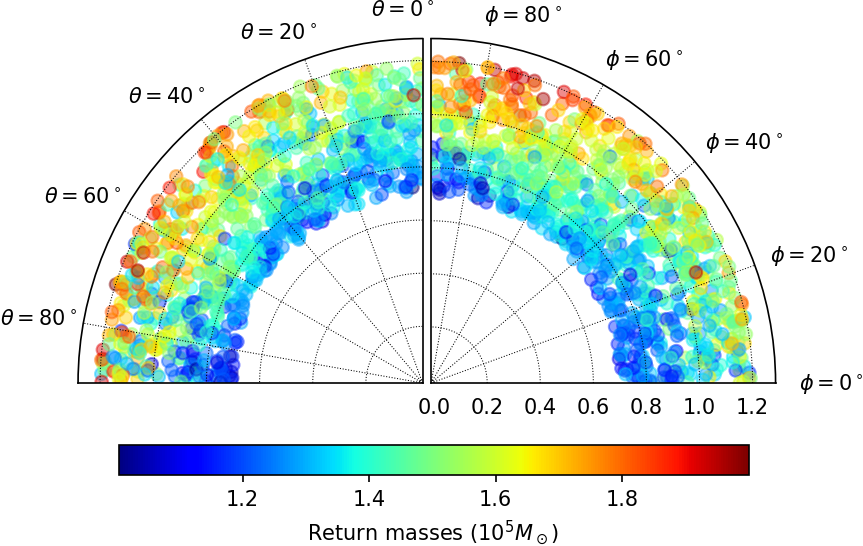 θ = 0°
θ = 20°
θ = 40°
θ = 60°
θ = 80°
ϕ = 80°
ϕ = 60°
ϕ = 40°
ϕ = 20°
ϕ = 0°
0.0 0.2 0.4 0.6 0.8 1.0 1.2
1.2 1.4 1.6 1.8
Return masses (10⁵M⊙)